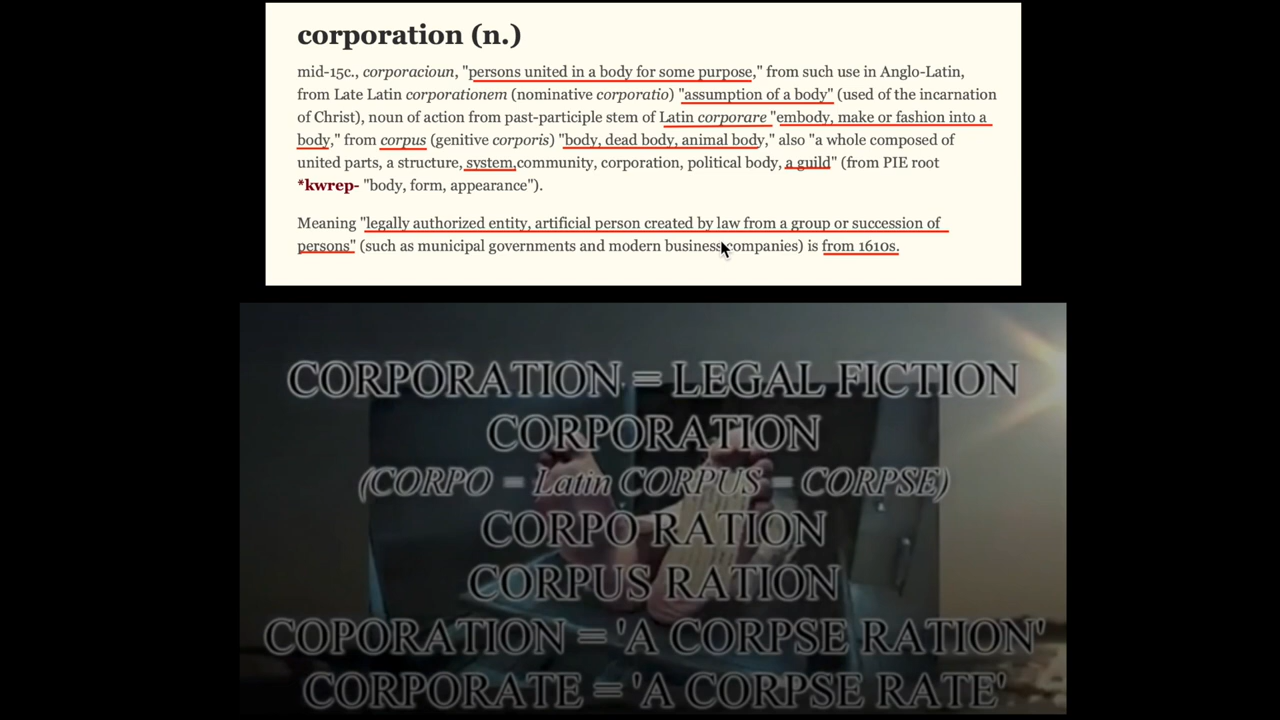 corporation (n.)
mid-15c., corporacioun, "persons united in a body for some purpose," from such use in Anglo-Latin,
from Late Latin corporationem (nominative corporatio) "assumption of a body" (used of the incarnation
of Christ), noun of action from past-participle stem of Latin corporare "embody, make or fashion into a
body," from corpus (genitive corporis) "body, dead body, animal body," also "a whole composed of
united parts, a structure, system,community, corporation, political body, a guild" (from PIE root
*kwrep- "body, form, appearance").
Meaning "legally authorized entity, artificial person created by law from a group or succession of
persons" (such as municipal governments and modern business companies) is from 1610s.
CORPORATION = LEGAL FICTION
CORPORATION
(CORPO = Latin CORPUS = CORPSE)
CORPO RATION
CORPUS RATION
COPORATION = 'A CORPSE RATION'
CORPORATE = 'A CORPSE RATE'